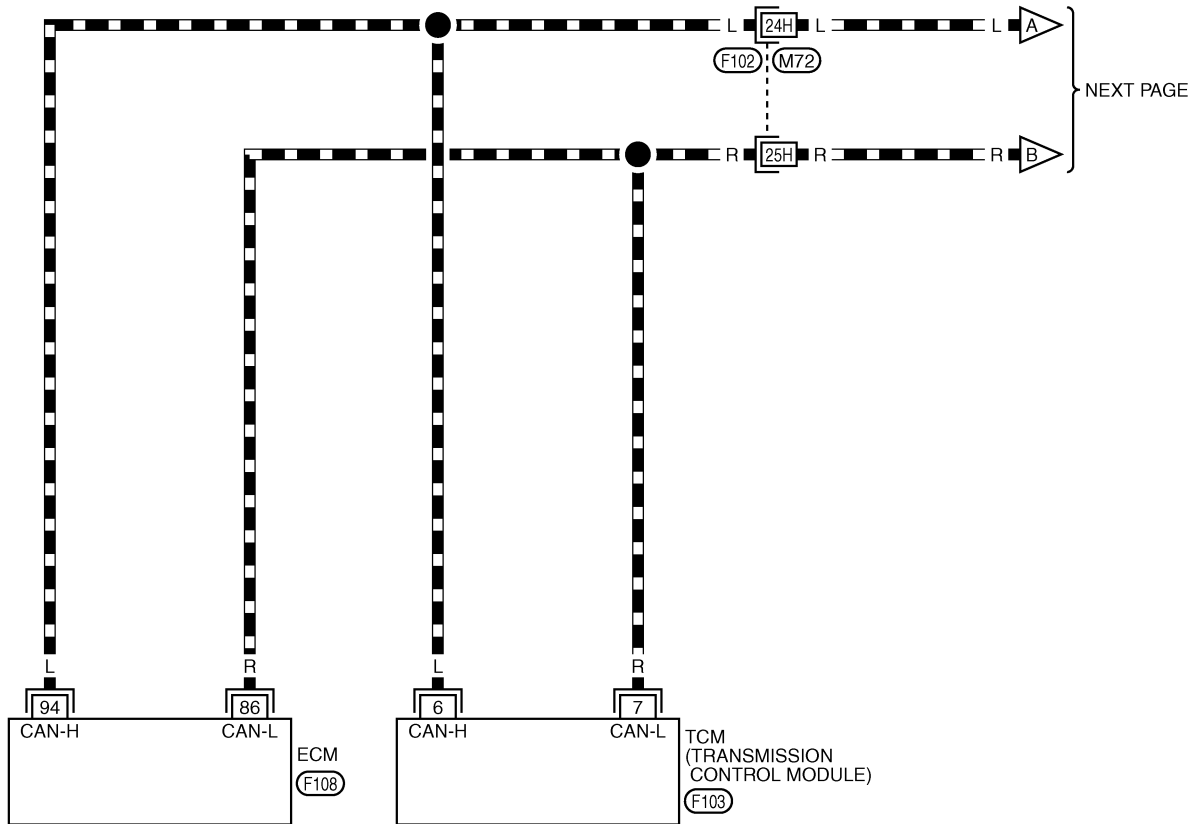 L 24H L L A
F102 M72
NEXT PAGE
R 25H R R B
L R L R
94 86 6 7
CAN-H CAN-L CAN-H CAN-L
ECM
F108
TCM
(TRANSMISSION
CONTROL MODULE)
F103